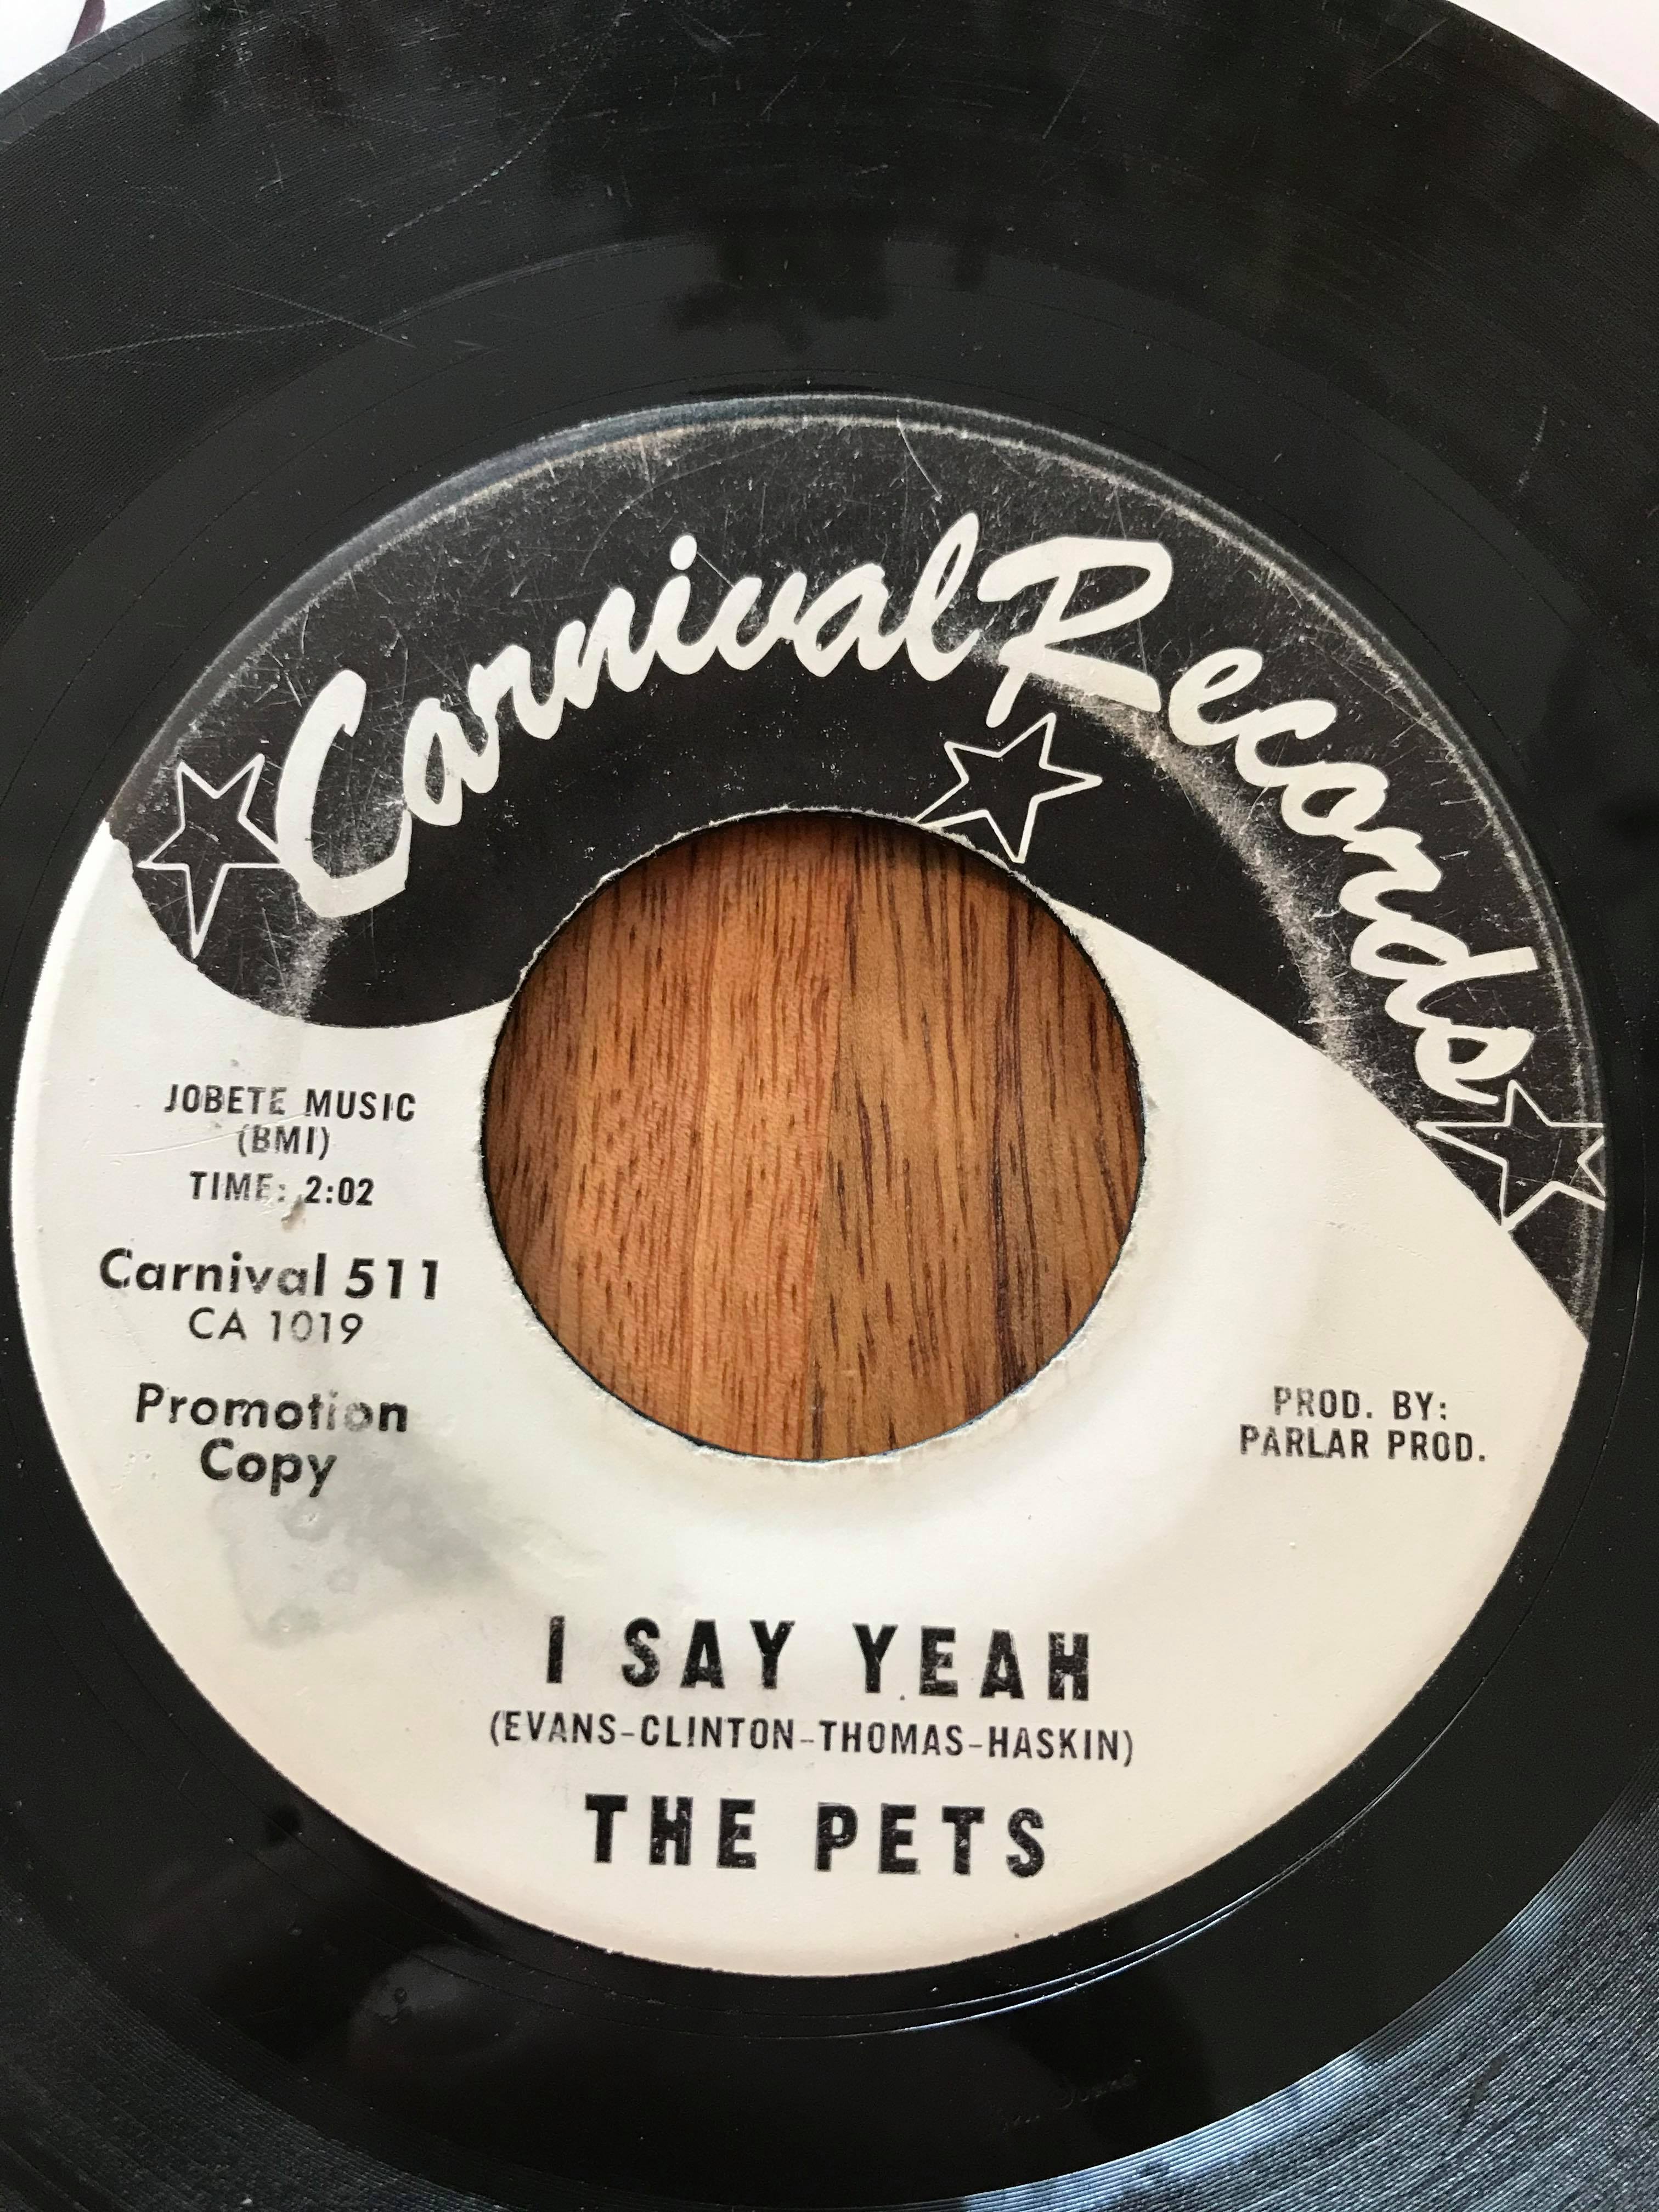 Carnival Records
JOBETE MUSIC
(BMI)
TIME: 2:02
Carnival 511
CA 1019
Promotion
Copy
PROD. BY:
PARLAR PROD.
I SAY YEAH
(EVANS-CLINTON-THOMAS-HASKIN)
THE PETS